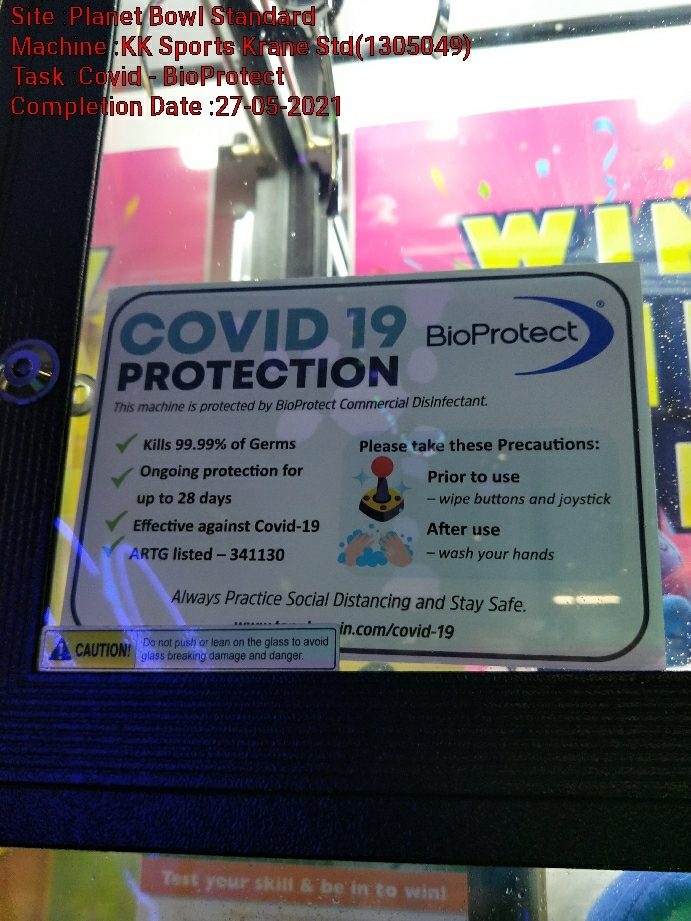 Site :Planet Bowl Standard
Machine :KK Sports Krane Std(1305049)
Task :Covid - BioProtect
Completion Date :27-05-2021
WIN
COVID 19
PROTECTION
BioProtect®
This machine is protected by BioProtect Commercial Disinfectant.
Kills 99.99% of Germs
Ongoing protection for
up to 28 days
Effective against Covid-19
ARTG listed – 341130
Please take these Precautions:
Prior to use
– wipe buttons and joystick
After use
– wash your hands
Always Practice Social Distancing and Stay Safe.
in.com/covid-19
CAUTION!
Do not push or lean on the glass to avoid
glass breaking damage and danger.
Test your skill & be in to win!